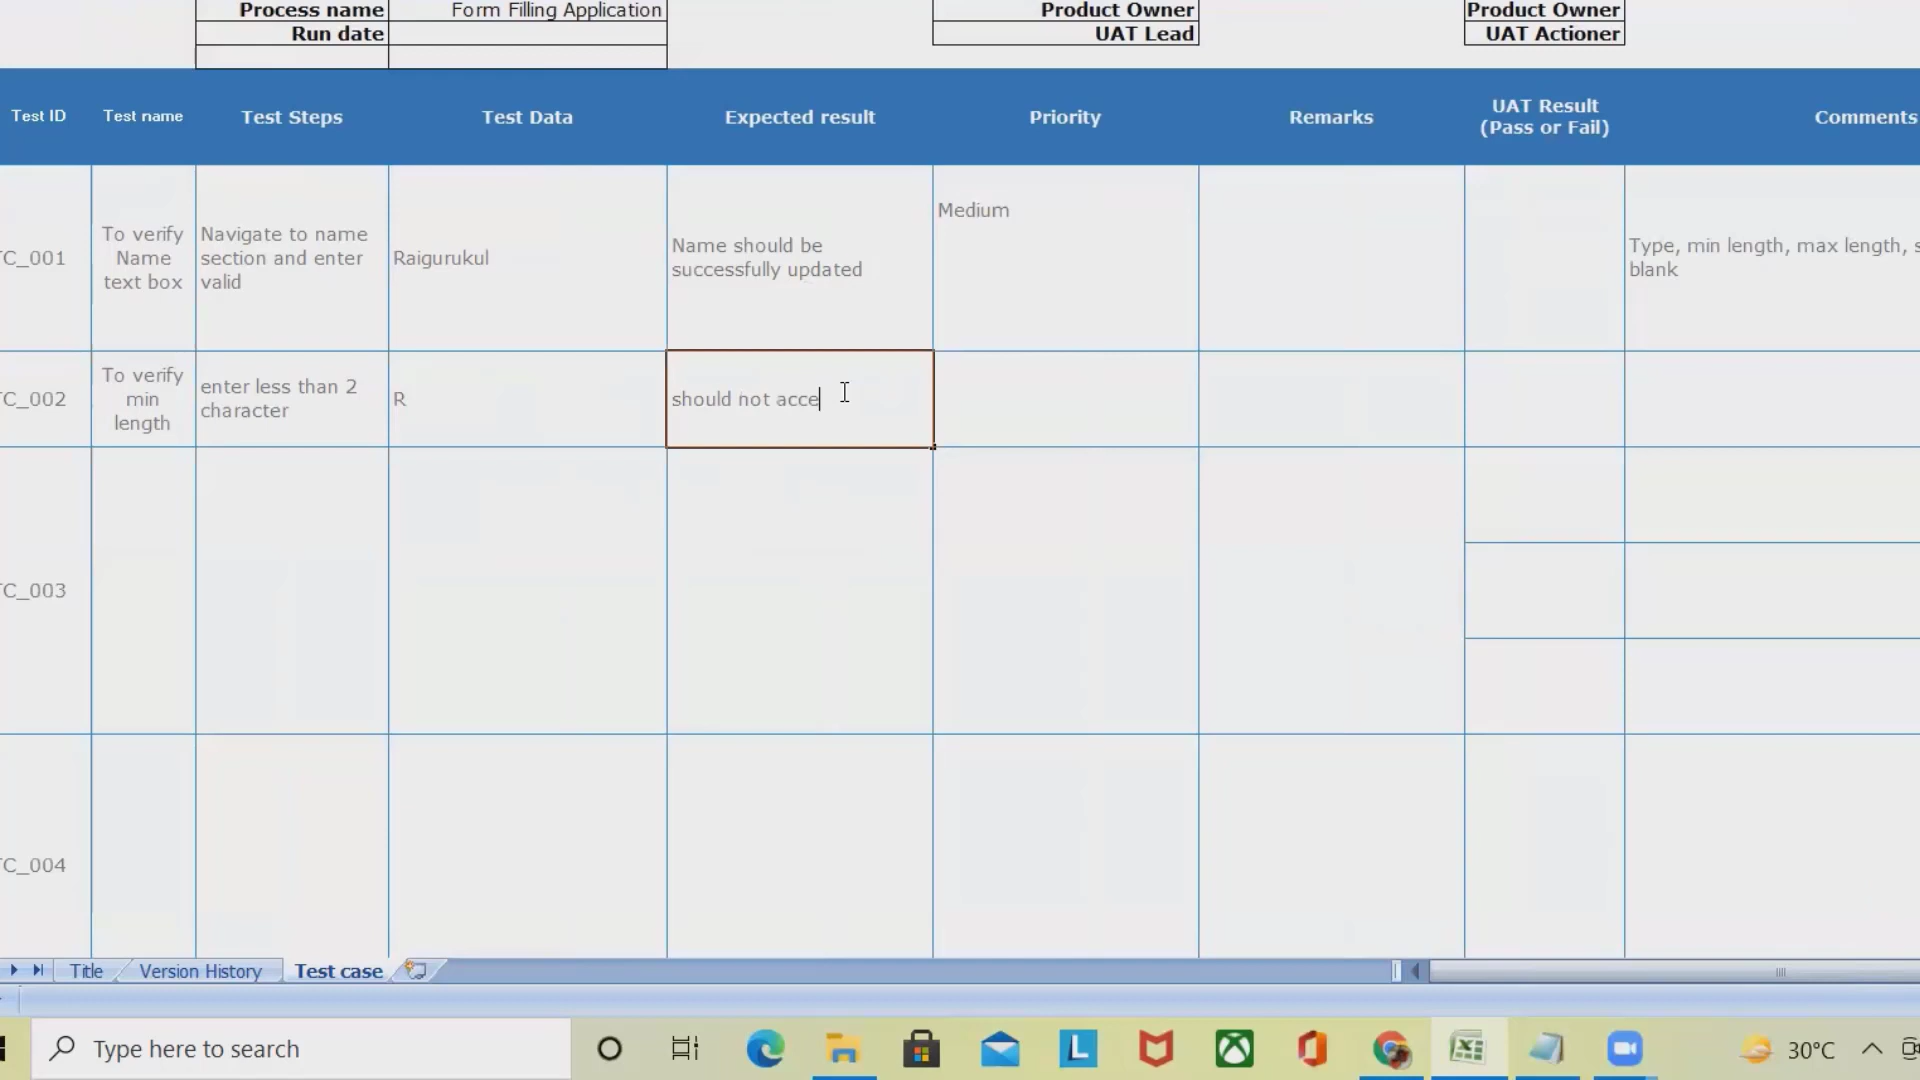 Process name Form Filling Application Product Owner Product Owner
Run date UAT Lead UAT Actioner
Test ID Test name Test Steps Test Data Expected result Priority Remarks UAT Result Comments
(Pass or Fail)
TC_001
To verify
Name
text box
Navigate to name
section and enter
valid
Raigurukul
Name should be
successfully updated
Medium
Type, min length, max length,
blank
TC_002
To verify
min
length
enter less than 2
character
R
should not acce
TC_003
TC_004
Title Version History Test case
Type here to search
30°C